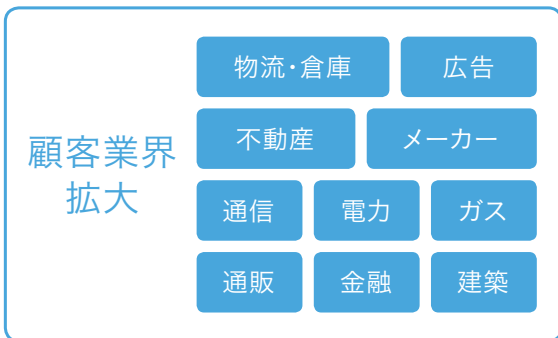 顧客業界
拡大
物流・倉庫
広告
不動産
メーカー
通信
電力
ガス
通販
金融
建築